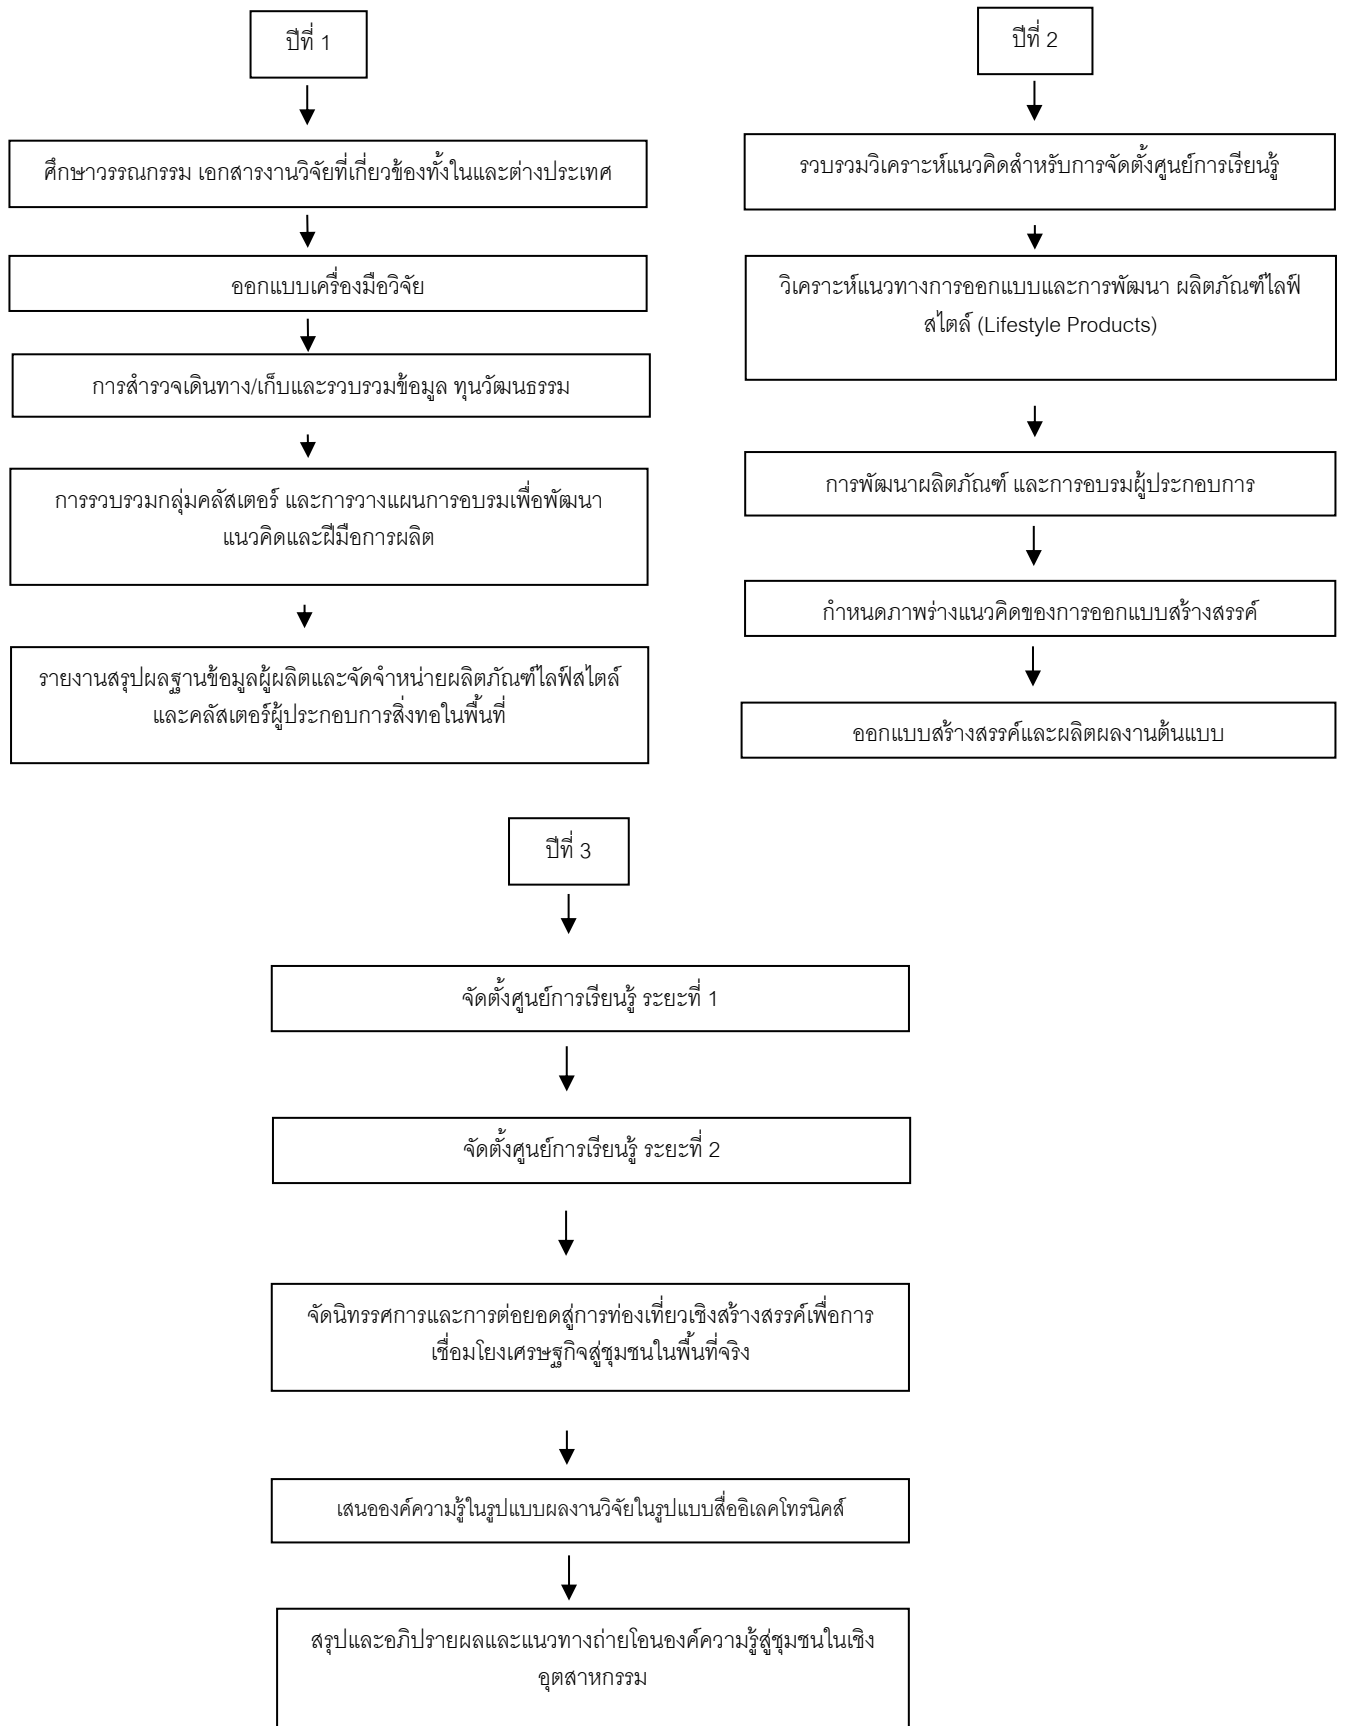 ปีที่ 1
ศึกษาวรรณกรรม เอกสารงานวิจัยที่เกี่ยวข้องทั้งในและต่างประเทศ
ออกแบบเครื่องมือวิจัย
การสำรวจเดินทาง/เก็บและรวบรวมข้อมูล ทุนวัฒนธรรม
การรวบรวมกลุ่มคลัสเตอร์ และการวางแผนการอบรมเพื่อพัฒนา
แนวคิดและฝีมือการผลิต
รายงานสรุปผลฐานข้อมูลผู้ผลิตและจัดจำหน่ายผลิตภัณฑ์ไลฟ์สไตล์
และคลัสเตอร์ผู้ประกอบการสิ่งทอในพื้นที่
ปีที่ 2
รวบรวมวิเคราะห์แนวคิดสำหรับการจัดตั้งศูนย์การเรียนรู้
วิเคราะห์แนวทางการออกแบบและการพัฒนา ผลิตภัณฑ์ไลฟ์
สไตล์ (Lifestyle Products)
การพัฒนาผลิตภัณฑ์ และการอบรมผู้ประกอบการ
กำหนดภาพร่างแนวคิดของการออกแบบสร้างสรรค์
ออกแบบสร้างสรรค์และผลิตผลงานต้นแบบ
ปีที่ 3
จัดตั้งศูนย์การเรียนรู้ ระยะที่ 1
จัดตั้งศูนย์การเรียนรู้ ระยะที่ 2
จัดนิทรรศการและการต่อยอดสู่การท่องเที่ยวเชิงสร้างสรรค์เพื่อการ
เชื่อมโยงเศรษฐกิจสู่ชุมชนในพื้นที่จริง
เสนอองค์ความรู้ในรูปแบบผลงานวิจัยในรูปแบบสื่ออิเลคโทรนิคส์
สรุปและอภิปรายผลและแนวทางถ่ายโอนองค์ความรู้สู่ชุมชนในเชิง
อุตสาหกรรม